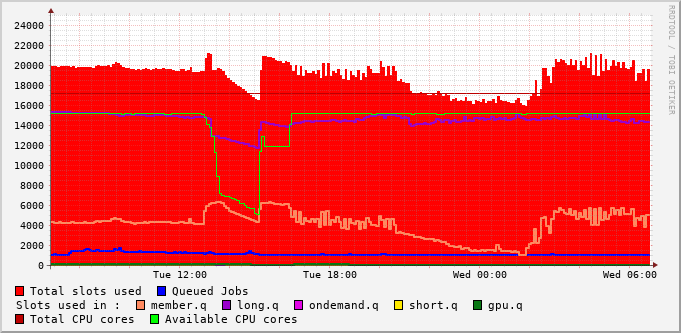 RRDTOOL / TOBI OETIKER
24000
22000
20000
18000
16000
14000
12000
10000
8000
6000
4000
2000
0
Tue 12:00 Tue 18:00 Wed 00:00 Wed 06:00
Total slots used Queued Jobs
Slots used in : member.q long.q ondemand.q short.q gpu.q
Total CPU cores Available CPU cores